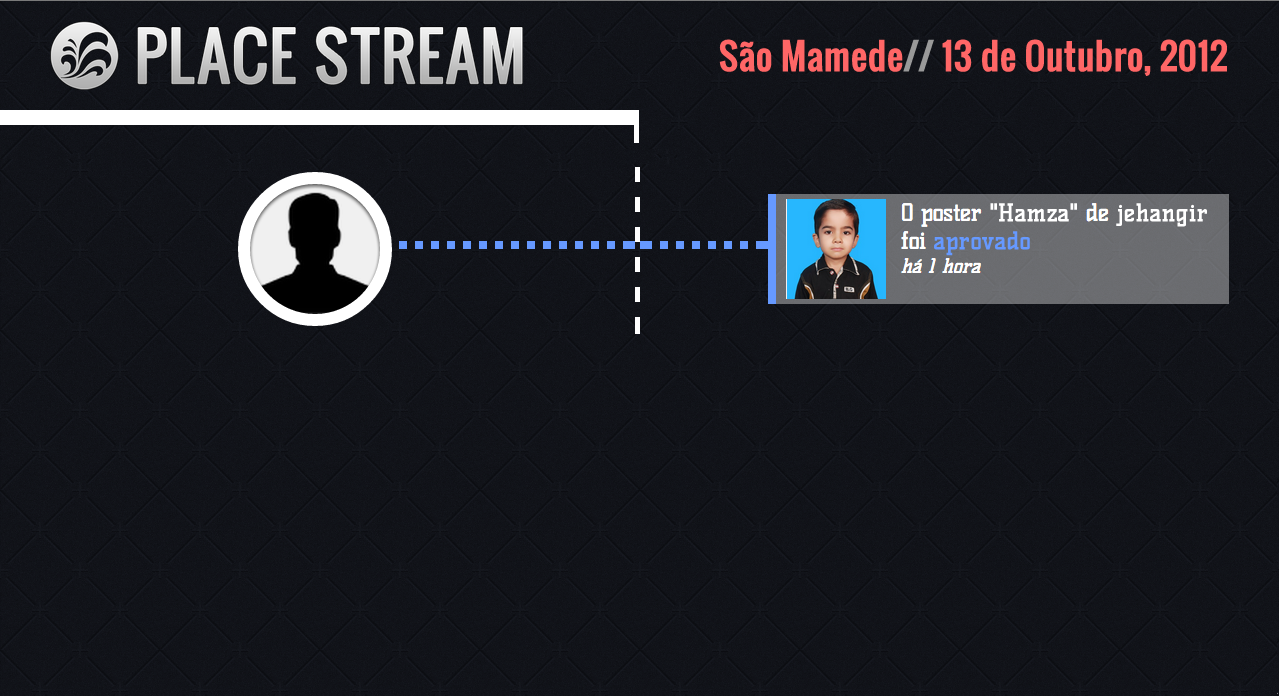 PLACE STREAM
São Mamede// 13 de Outubro, 2012
O poster "Hamza" de jehangir
foi aprovado
há 1 hora